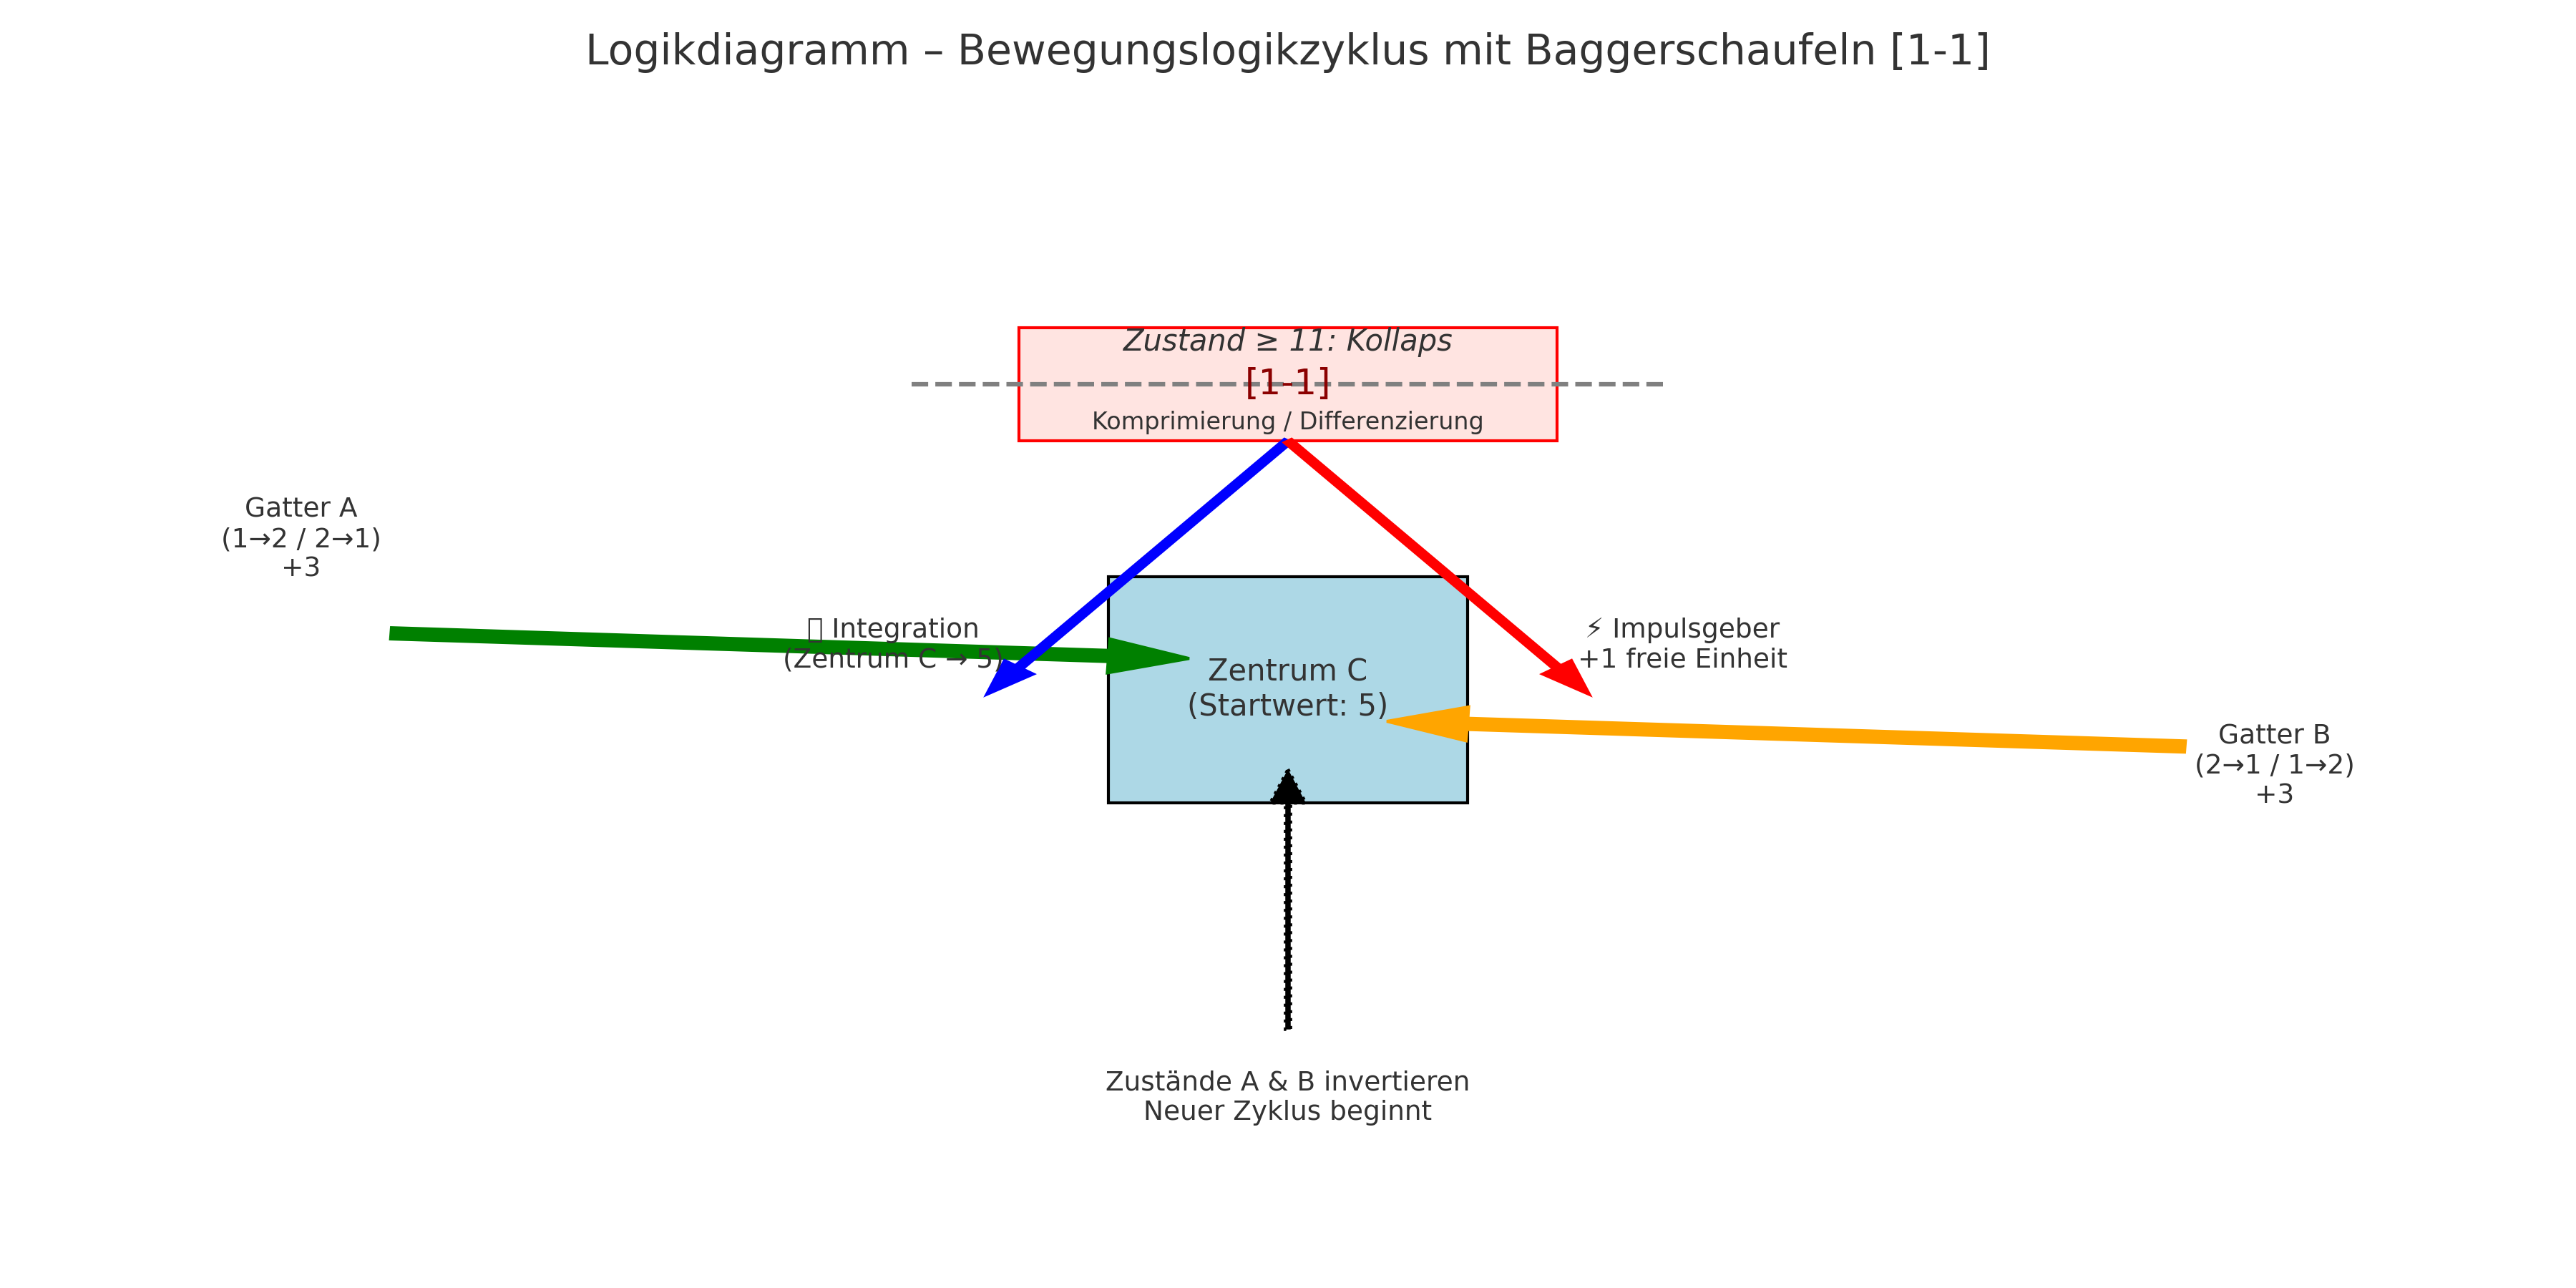 Logikdiagramm – Bewegungslogikzyklus mit Baggerschaufeln [1-1]
Zustand ≥ 11: Kollaps
[1-1]
Komprimierung / Differenzierung
Gatter A
(1→2 / 2→1)
+3
Integration
(Zentrum C → 5)
⚡ Impulsgeber
+1 freie Einheit
Zentrum C
(Startwert: 5)
Gatter B
(2→1 / 1→2)
+3
Zustände A & B invertieren
Neuer Zyklus beginnt